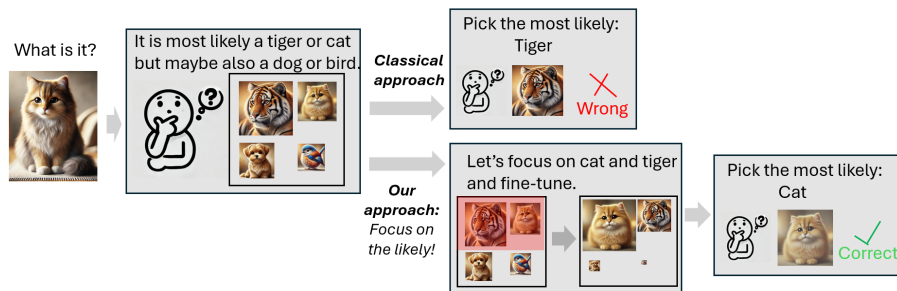 What is it?
It is most likely a tiger or cat
but maybe also a dog or bird.
?
Classical
approach
Pick the most likely:
Tiger
?
Wrong
Our
approach:
Focus on
the likely!
Let's focus on cat and tiger
and fine-tune.
Pick the most likely:
Cat
?
Correct